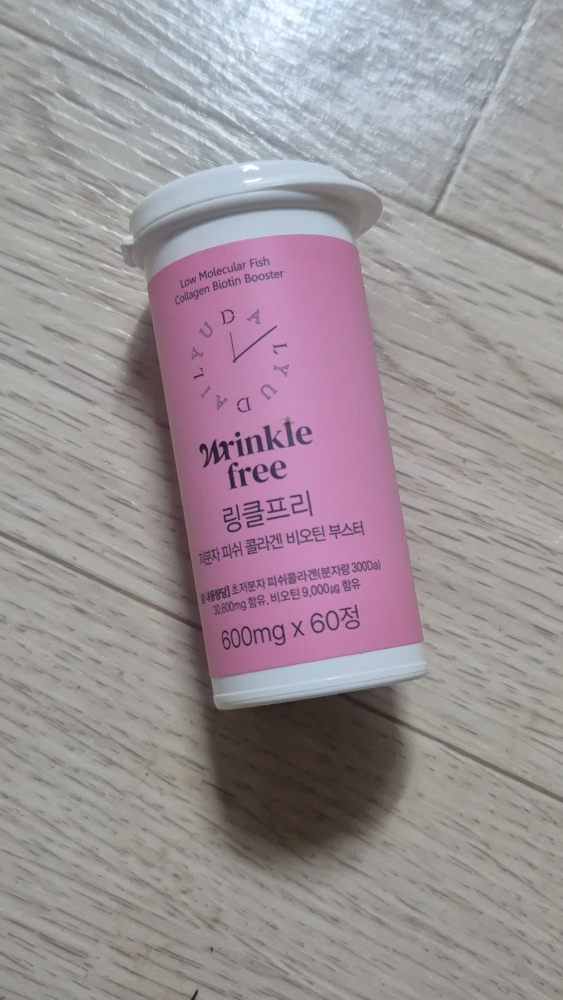 Low Molecular Fish
Collagen Biotin Booster
DAILYUDAILYU
Wrinkle
free
링클프리
저분자 피쉬 콜라겐 비오틴 부스터
초저분자 피쉬콜라겐(분자량 300Da)
30,600mg 함유, 비오틴 9,000㎍ 함유
600mg x 60정